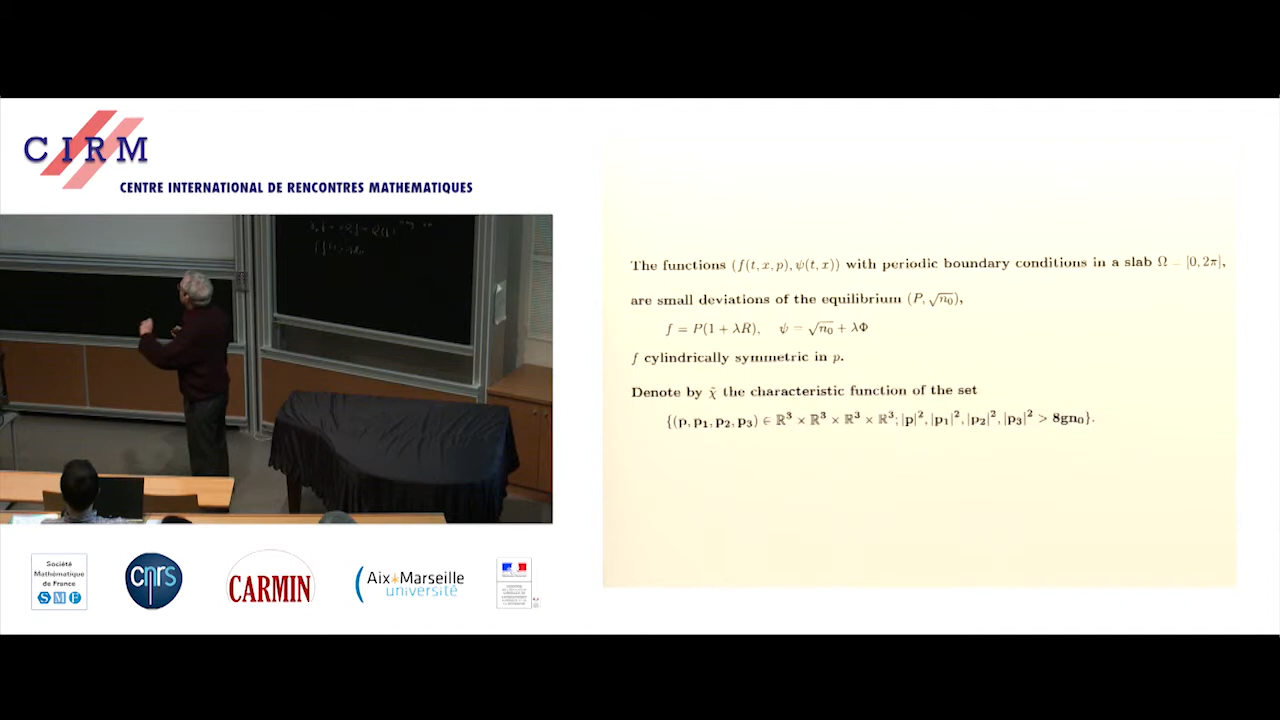 CIRM
CENTRE INTERNATIONAL DE RENCONTRES MATHEMATIQUES
The functions (f(t, x, p), ψ(t, x)) with periodic boundary conditions in a slab Ω = [0, 2π],
are small deviations of the equilibrium (P, √n₀),
f = P(1 + λR), ψ = √n₀ + λΦ
f cylindrically symmetric in p.
Denote by χ̃ the characteristic function of the set
{(p, p₁, p₂, p₃) ∈ ℝ³ × ℝ³ × ℝ³ × ℝ³; |p|², |p₁|², |p₂|², |p₃|² > 8gn₀}.
Société
Mathématique
de France
SMF
cnrs
CARMIN
Aix*Marseille
université